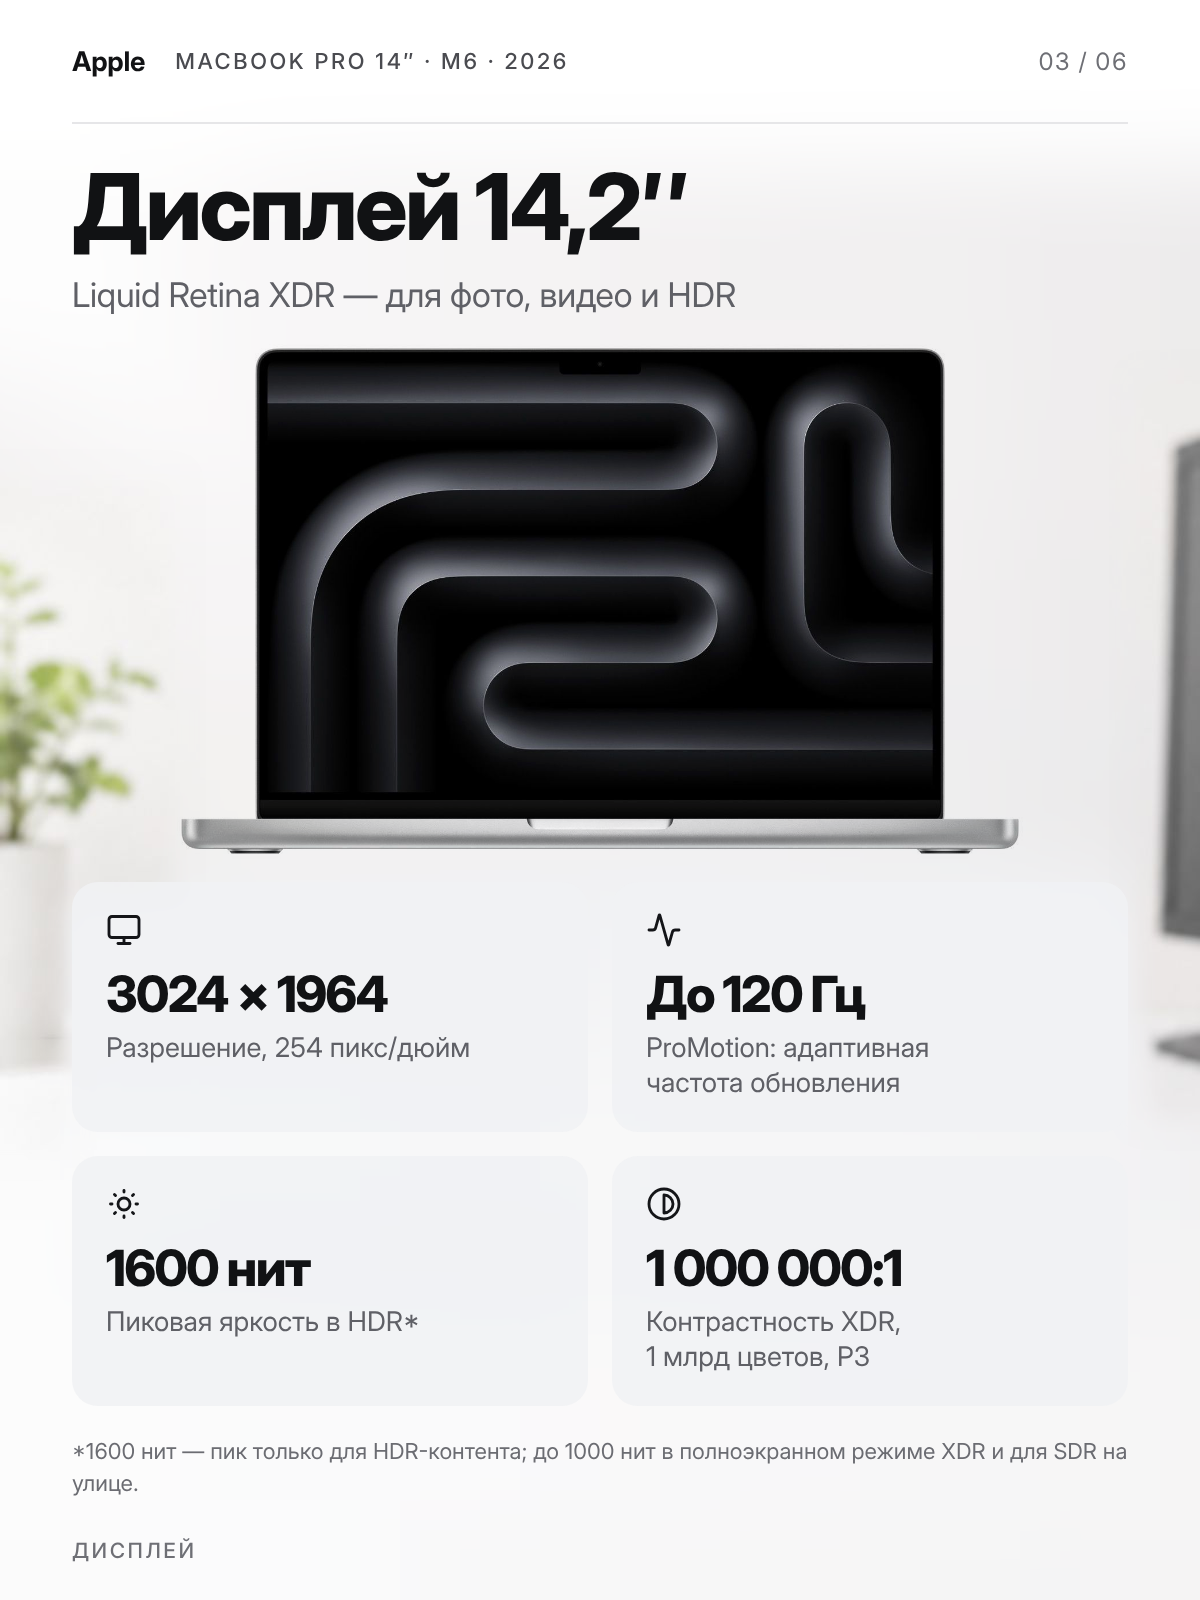 Apple MACBOOK PRO 14″ · M6 · 2026 03 / 06
Дисплей 14,2″
Liquid Retina XDR — для фото, видео и HDR
3024 × 1964
Разрешение, 254 пикс/дюйм
До 120 Гц
ProMotion: адаптивная
частота обновления
1600 нит
Пиковая яркость в HDR*
1 000 000:1
Контрастность XDR,
1 млрд цветов, P3
*1600 нит — пик только для HDR-контента; до 1000 нит в полноэкранном режиме XDR и для SDR на
улице.
ДИСПЛЕЙ